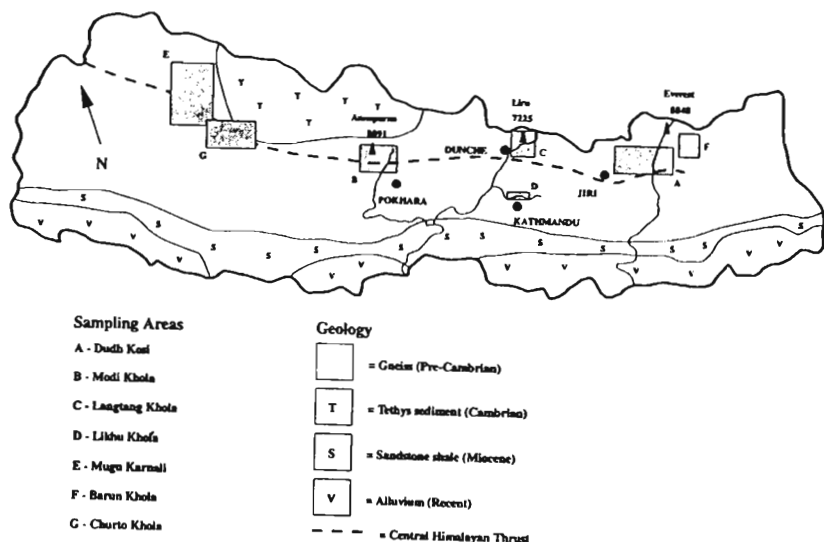 E
T T T T
T T
Annapurna
8091
Liru
7225
Everest
8848
F
G
N
B
DUNCHE
C
POKHARA
D
KATHMANDU
JIRI
A
S S S S S S S S S S S S S
V V V V V V V V V V V V V
Sampling Areas
A - Dudh Kosi
B - Modi Khola
C - Langtang Khola
D - Likhu Khola
E - Mugu Karnali
F - Barun Khola
G - Churto Khola
Geology
= Gneiss (Pre-Cambrian)
T = Tethys sediment (Cambrian)
S = Sandstone shale (Miocene)
V = Alluvium (Recent)
= Central Himalayan Thrust